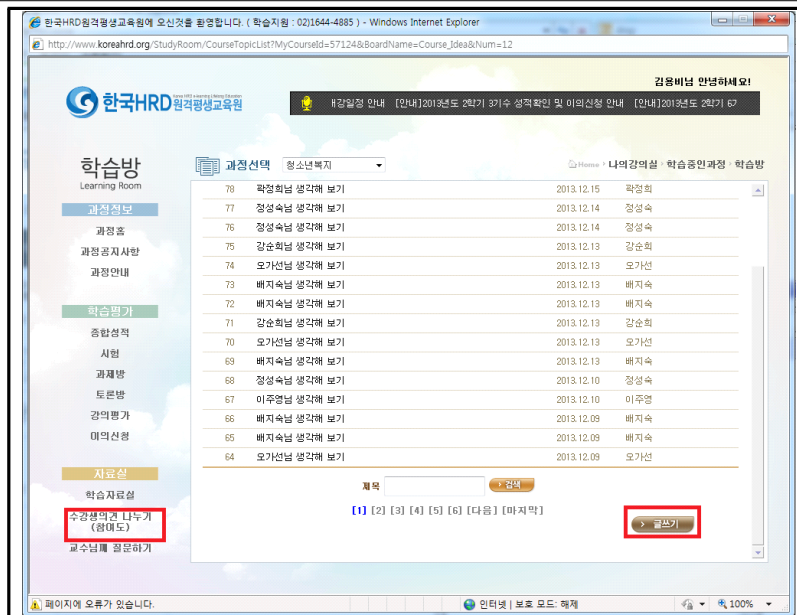 한국HRD원격평생교육원에 오신것을 환영합니다. ( 학습지원 : 02)1644-4885 ) - Windows Internet Explorer
http://www.koreahrd.org/StudyRoom/CourseTopicList?MyCourseId=57124&BoardName=Course_Idea&Num=12
김용비님 안녕하세요!
한국HRD원격평생교육원
개강일정 안내 [안내]2013년도 2학기 3기수 성적확인 및 이의신청 안내 [안내]2013년도 2학기 6기
학습방
Learning Room
과정선택 청소년복지
Home 나의강의실 학습중인과정 학습방
과정정보
과정홈
과정공지사항
과정안내
학습평가
종합성적
시험
과제방
토론방
강의평가
이의신청
자료실
학습자료실
수강생의견 나누기
(참여도)
교수님께 질문하기
78 곽정희님 생각해 보기 2013.12.15 곽정희
77 정성숙님 생각해 보기 2013.12.14 정성숙
76 정성숙님 생각해 보기 2013.12.14 정성숙
75 강순희님 생각해 보기 2013.12.13 강순희
74 오가선님 생각해 보기 2013.12.13 오가선
73 배지숙님 생각해 보기 2013.12.13 배지숙
72 배지숙님 생각해 보기 2013.12.13 배지숙
71 강순희님 생각해 보기 2013.12.13 강순희
70 오가선님 생각해 보기 2013.12.13 오가선
69 배지숙님 생각해 보기 2013.12.13 배지숙
68 정성숙님 생각해 보기 2013.12.10 정성숙
67 이주영님 생각해 보기 2013.12.10 이주영
66 배지숙님 생각해 보기 2013.12.09 배지숙
65 배지숙님 생각해 보기 2013.12.09 배지숙
64 오가선님 생각해 보기 2013.12.09 오가선
제목 검색
[1] [2] [3] [4] [5] [6] [다음] [마지막]
글쓰기
페이지에 오류가 있습니다.
인터넷 | 보호 모드: 해제
100%